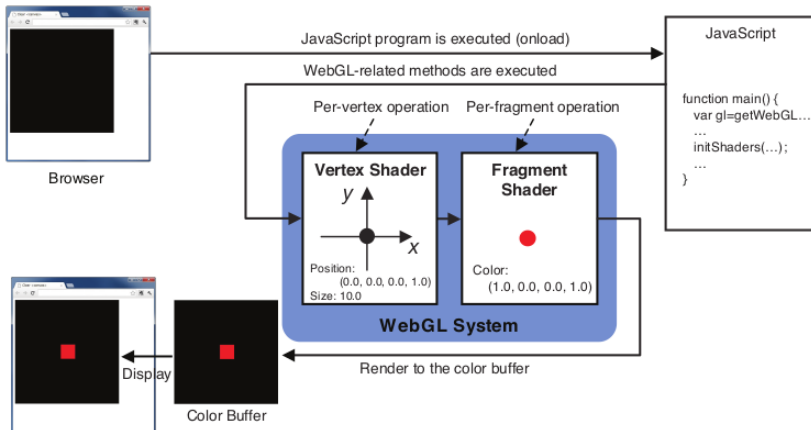 JavaScript program is executed (onload)
WebGL-related methods are executed
JavaScript
function main() {
var gl=getWebGL…
…
initShaders(…);
…
}
Browser
Per-vertex operation
Per-fragment operation
Vertex Shader
y
x
Position:
(0.0, 0.0, 0.0, 1.0)
Size: 10.0
Fragment
Shader
Color:
(1.0, 0.0, 0.0, 1.0)
WebGL System
Render to the color buffer
Display
Color Buffer